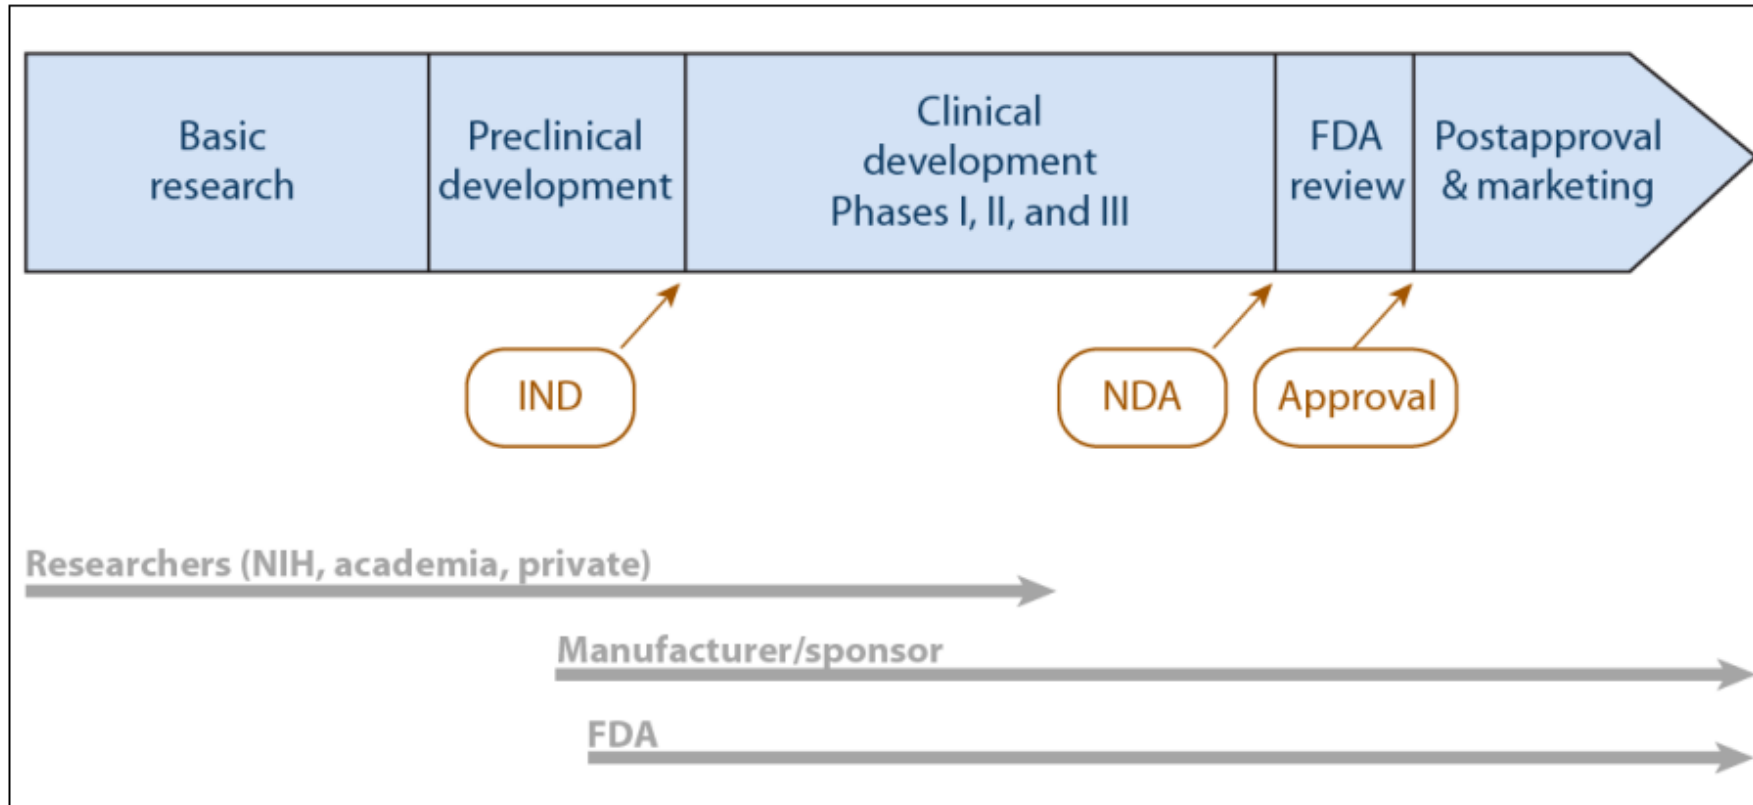 Basic
research
Preclinical
development
Clinical
development
Phases I, II, and III
FDA
review
Postapproval
& marketing
IND
NDA
Approval
Researchers (NIH, academia, private)
Manufacturer/sponsor
FDA